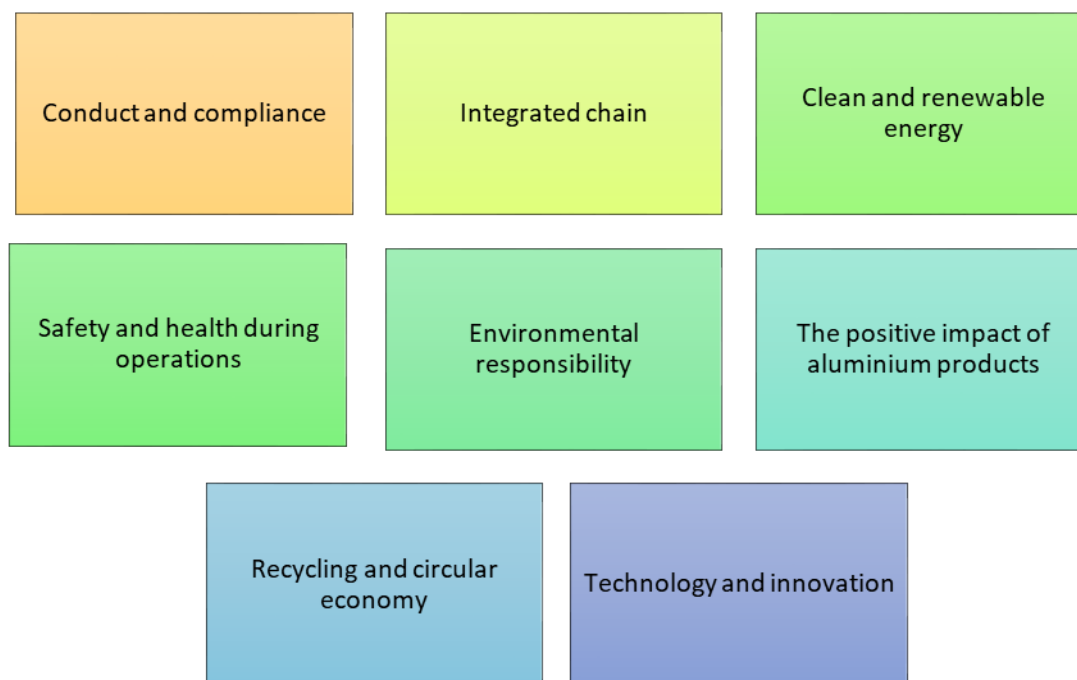 Conduct and compliance
Integrated chain
Clean and renewable
energy
Safety and health during
operations
Environmental
responsibility
The positive impact of
aluminium products
Recycling and circular
economy
Technology and innovation